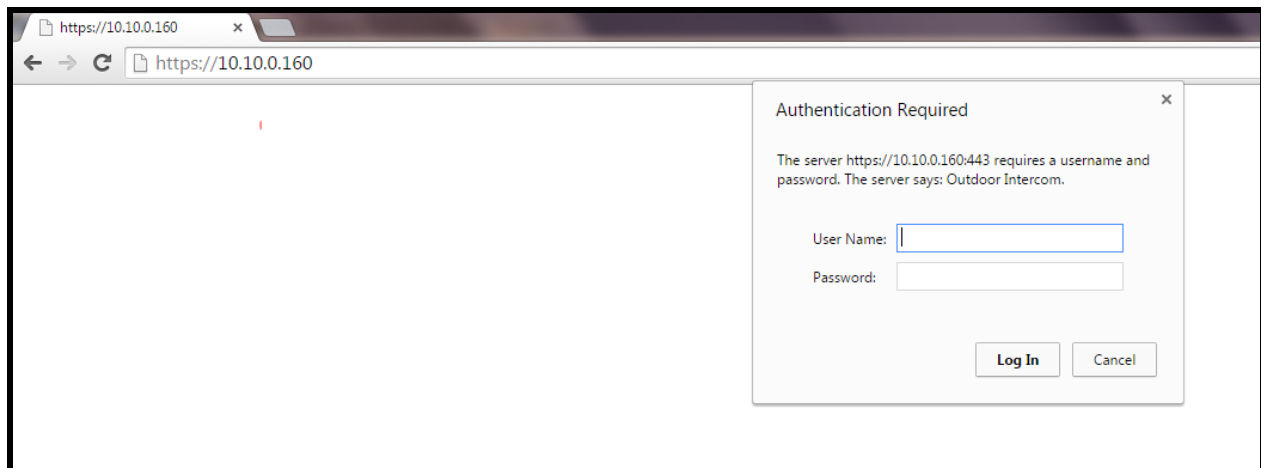 https://10.10.0.160
https://10.10.0.160
Authentication Required
The server https://10.10.0.160:443 requires a username and
password. The server says: Outdoor Intercom.
User Name:
Password:
Log In Cancel